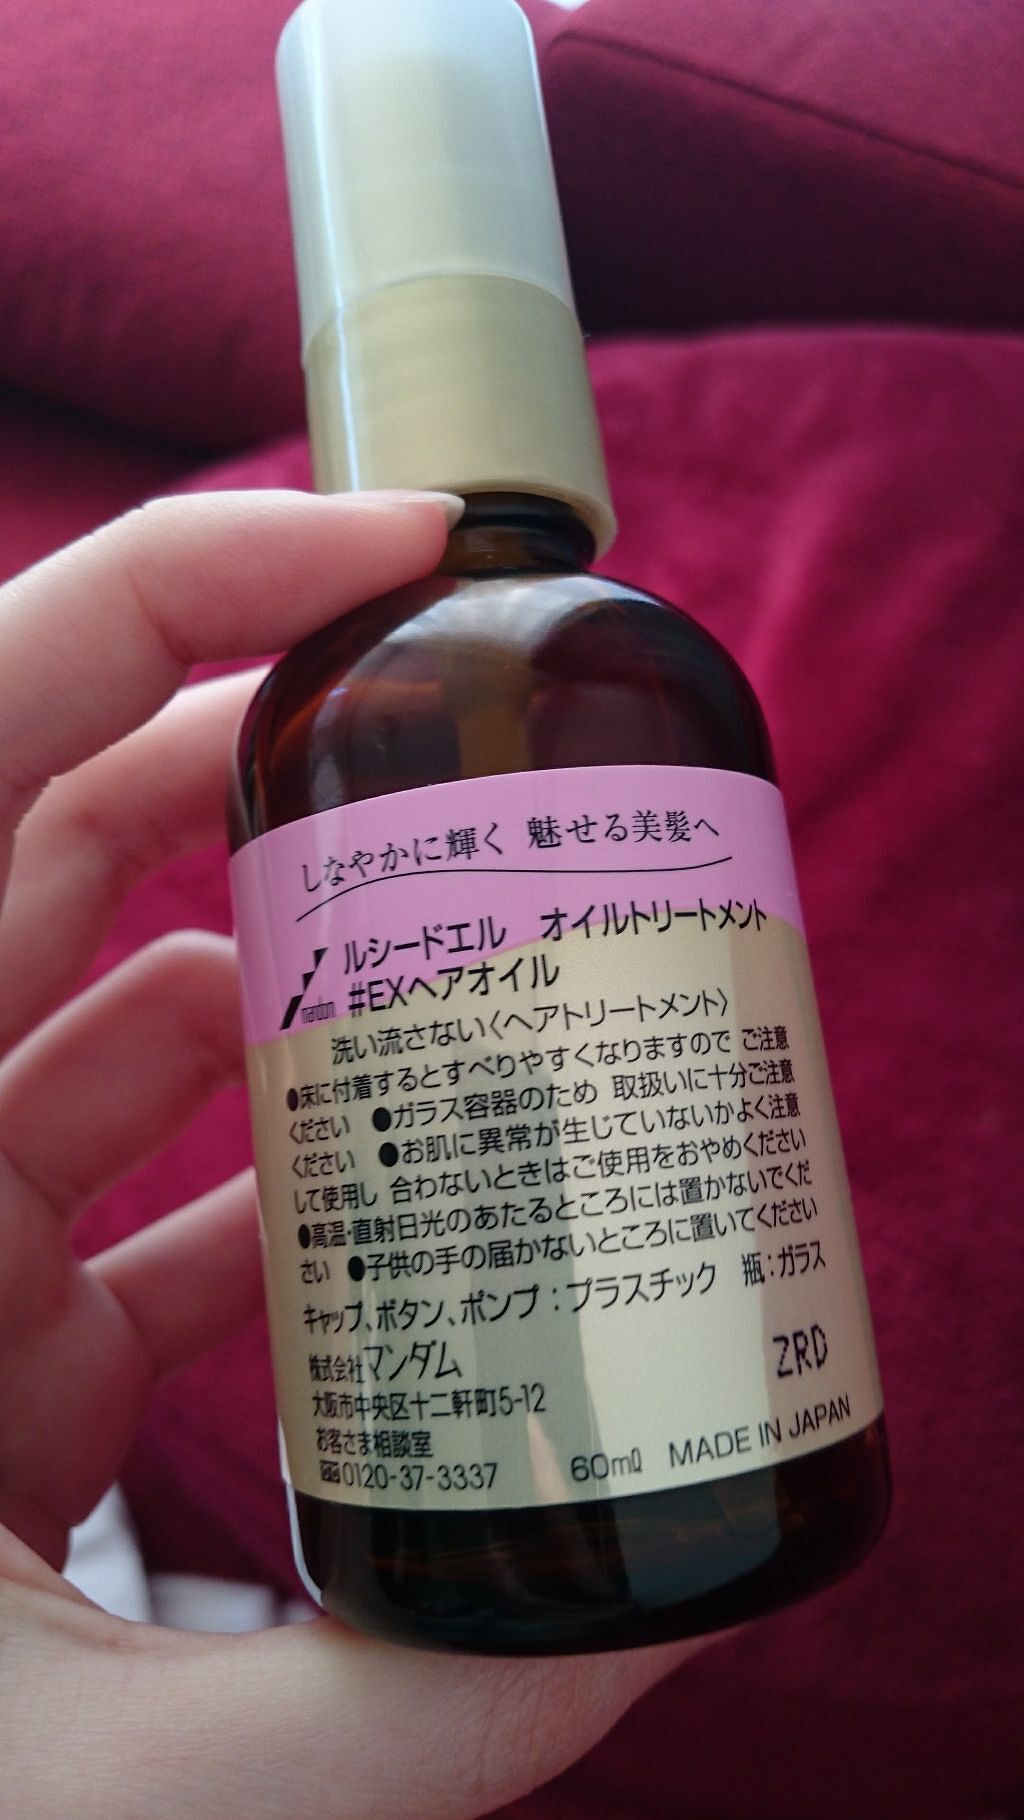 しなやかに輝く 魅せる美髪へ
mandom
ルシードエル オイルトリートメント
#EXヘアオイル
洗い流さない〈ヘアトリートメント〉
●床に付着するとすべりやすくなりますので ご注意
ください ●ガラス容器のため 取扱いに十分ご注意
ください ●お肌に異常が生じていないかよく注意
して使用し 合わないときはご使用をおやめください
●高温・直射日光のあたるところには置かないでくだ
さい ●子供の手の届かないところに置いてください
キャップ、ボタン、ポンプ：プラスチック 瓶：ガラス
株式会社マンダム
ZRD
大阪市中央区十二軒町5-12
お客さま相談室
0120-37-3337 60mℓ MADE IN JAPAN